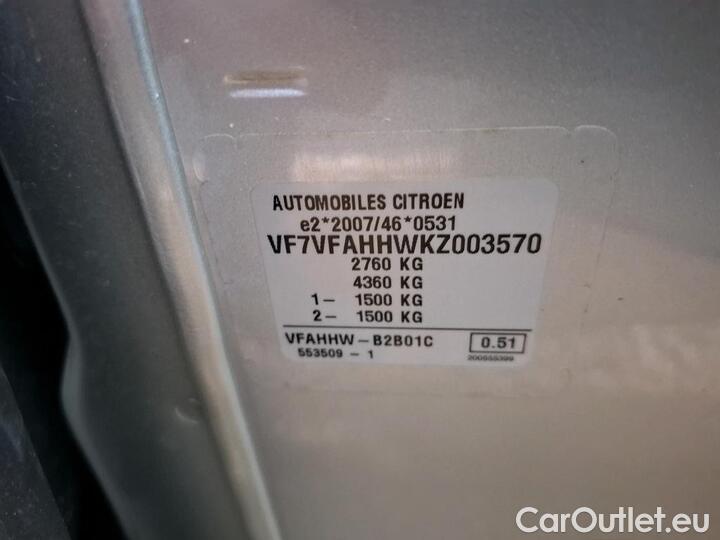 AUTOMOBILES CITROEN
e2*2007/46*0531
VF7VFAHHWKZ003570
2760 KG
4360 KG
1- 1500 KG
2- 1500 KG
VFAHHW-B2B01C 0.51
553509 - 1 200555399
CarOutlet.eu